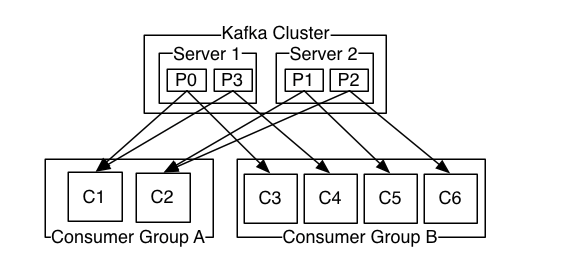 Kafka Cluster
Server 1 Server 2
P0 P3 P1 P2
C1 C2 C3 C4 C5 C6
Consumer Group A Consumer Group B